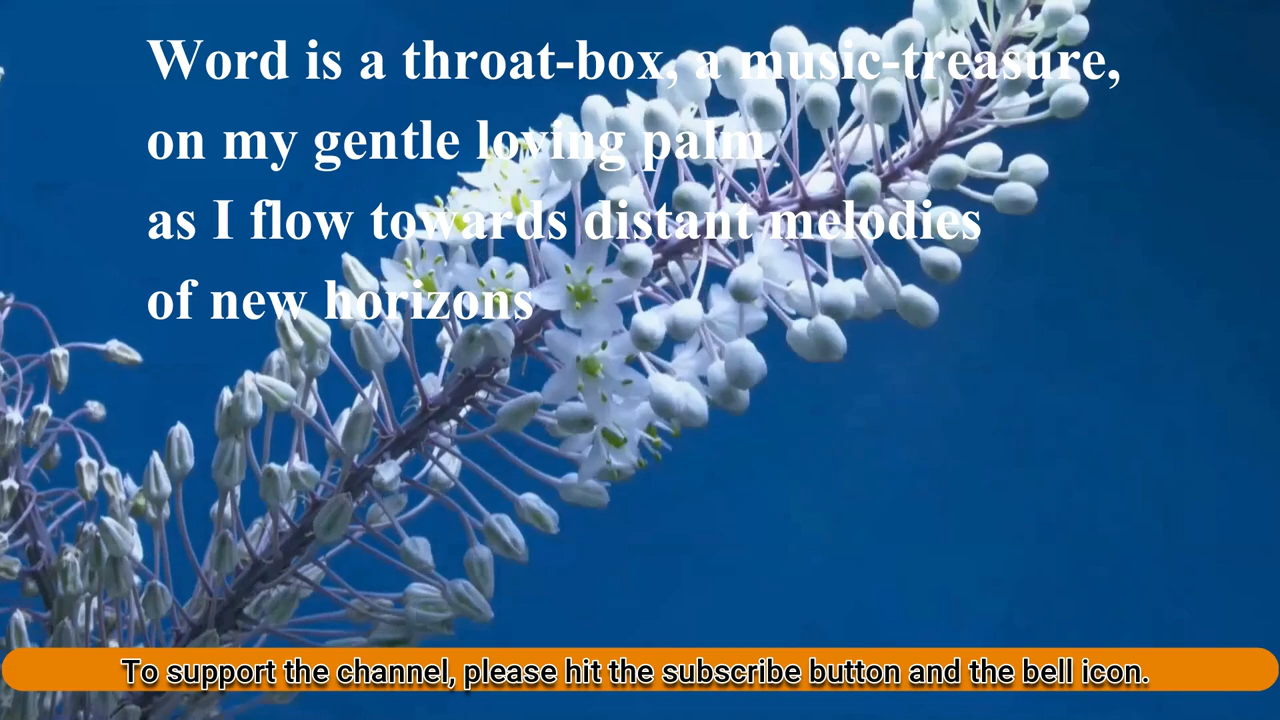 Word is a throat-box, a music-treasure,
on my gentle loving palm
as I flow towards distant melodies
of new horizons
To support the channel, please hit the subscribe button and the bell icon.